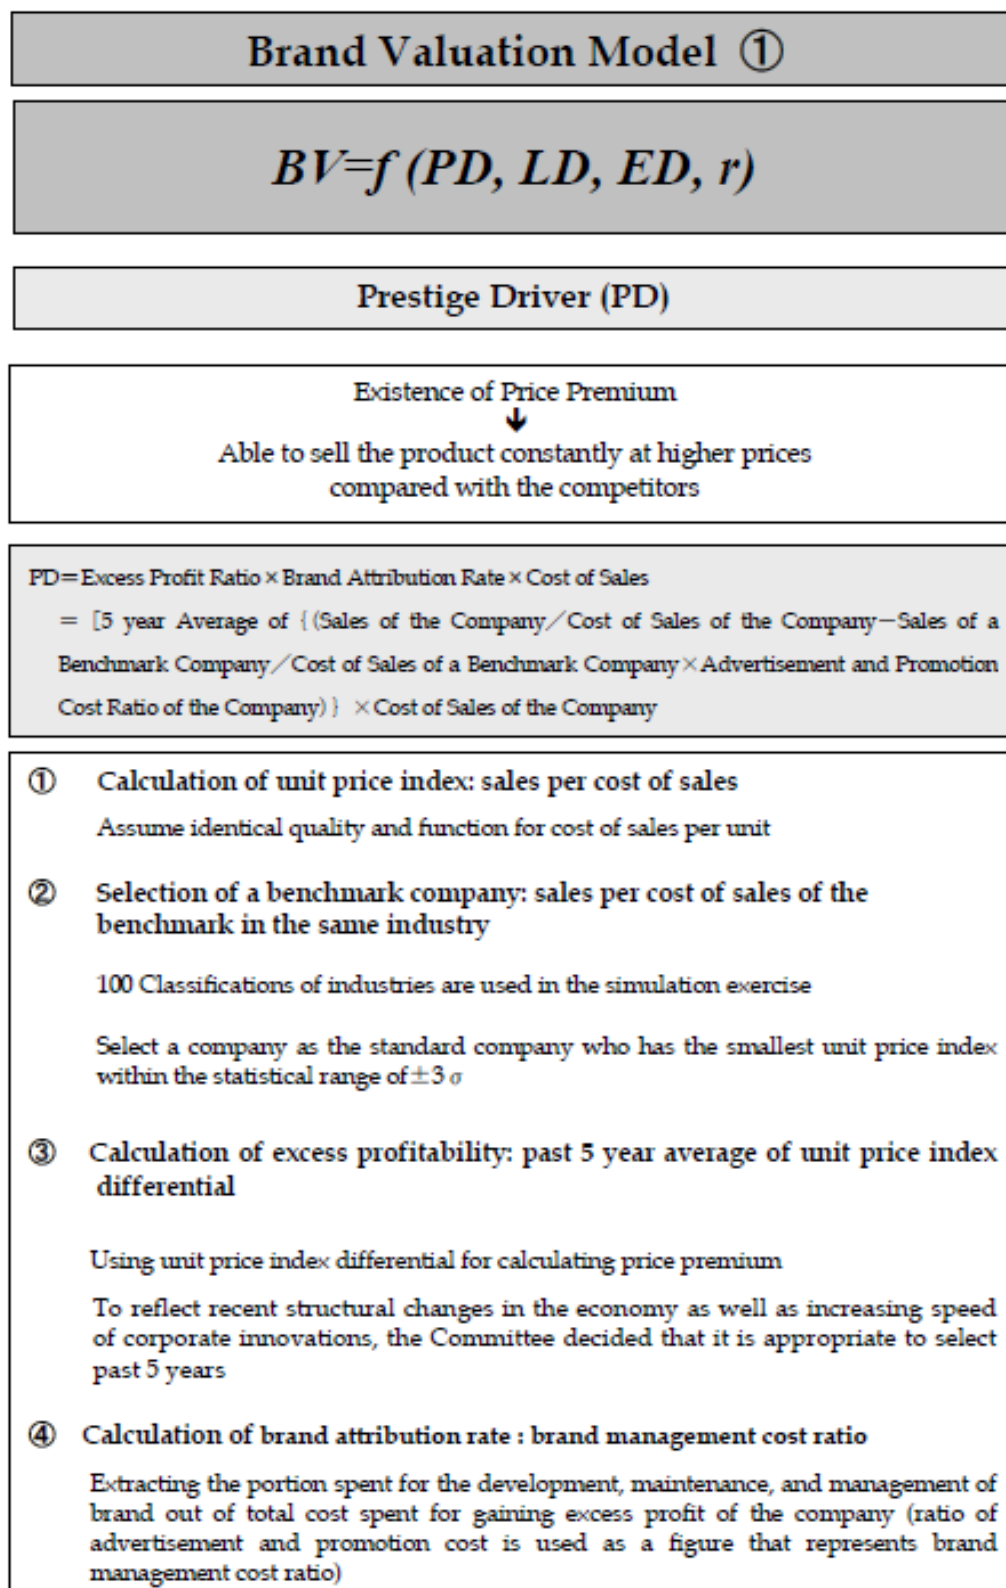 Brand Valuation Model ①
BV=f (PD, LD, ED, r)
Prestige Driver (PD)
Existence of Price Premium
↓
Able to sell the product constantly at higher prices
compared with the competitors
PD=Excess Profit Ratio×Brand Attribution Rate×Cost of Sales
= [5 year Average of {(Sales of the Company/Cost of Sales of the Company−Sales of a
Benchmark Company/Cost of Sales of a Benchmark Company×Advertisement and Promotion
Cost Ratio of the Company)} ×Cost of Sales of the Company
① Calculation of unit price index: sales per cost of sales
Assume identical quality and function for cost of sales per unit
② Selection of a benchmark company: sales per cost of sales of the
benchmark in the same industry
100 Classifications of industries are used in the simulation exercise
Select a company as the standard company who has the smallest unit price index
within the statistical range of ±3 σ
③ Calculation of excess profitability: past 5 year average of unit price index
differential
Using unit price index differential for calculating price premium
To reflect recent structural changes in the economy as well as increasing speed
of corporate innovations, the Committee decided that it is appropriate to select
past 5 years
④ Calculation of brand attribution rate : brand management cost ratio
Extracting the portion spent for the development, maintenance, and management of
brand out of total cost spent for gaining excess profit of the company (ratio of
advertisement and promotion cost is used as a figure that represents brand
management cost ratio)